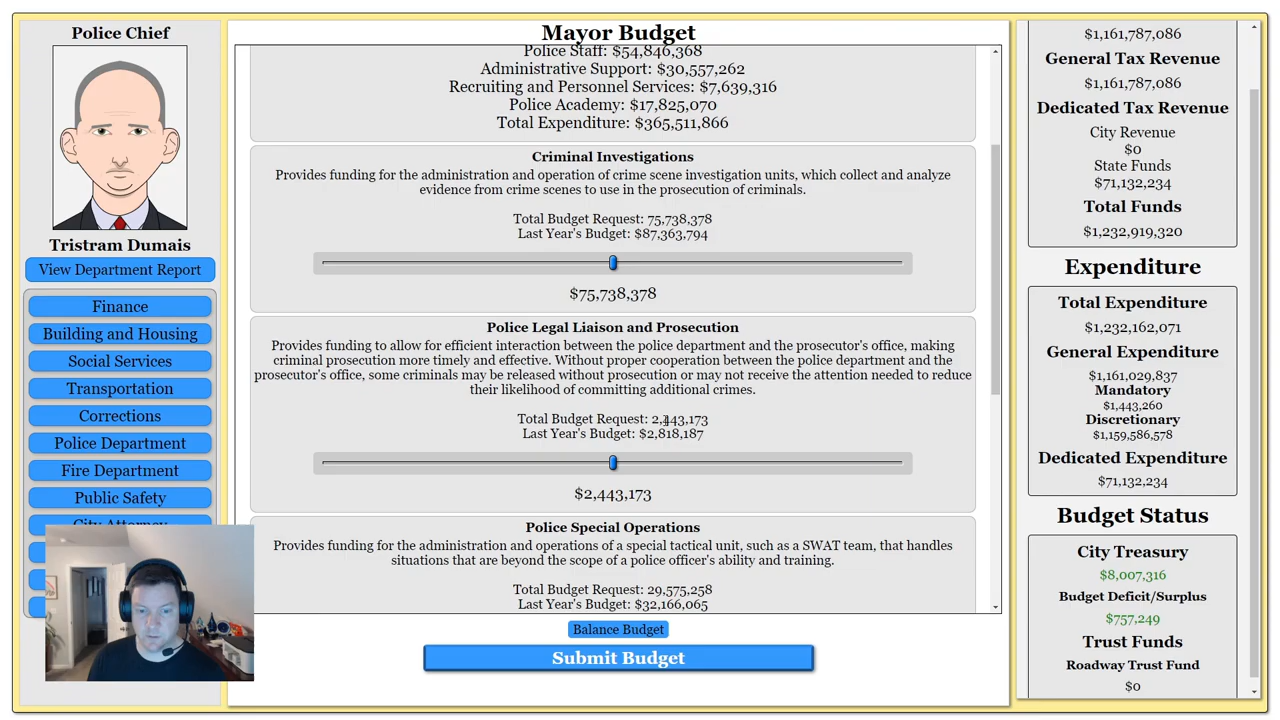 Police Chief
Tristram Dumais
View Department Report
Finance
Building and Housing
Social Services
Transportation
Corrections
Police Department
Fire Department
Public Safety
City Attorney
Mayor Budget
Police Staff: $54,846,368
Administrative Support: $30,557,262
Recruiting and Personnel Services: $7,639,316
Police Academy: $17,825,070
Total Expenditure: $365,511,866
Criminal Investigations
Provides funding for the administration and operation of crime scene investigation units, which collect and analyze
evidence from crime scenes to use in the prosecution of criminals.
Total Budget Request: 75,738,378
Last Year's Budget: $87,363,794
$75,738,378
Police Legal Liaison and Prosecution
Provides funding to allow for efficient interaction between the police department and the prosecutor's office, making
criminal prosecution more timely and effective. Without proper cooperation between the police department and the
prosecutor's office, some criminals may be released without prosecution or may not receive the attention needed to reduce
their likelihood of committing additional crimes.
Total Budget Request: 2,443,173
Last Year's Budget: $2,818,187
$2,443,173
Police Special Operations
Provides funding for the administration and operations of a special tactical unit, such as a SWAT team, that handles
situations that are beyond the scope of a police officer's ability and training.
Total Budget Request: 29,575,258
Last Year's Budget: $32,166,065
Balance Budget
Submit Budget
$1,161,787,086
General Tax Revenue
$1,161,787,086
Dedicated Tax Revenue
City Revenue
$0
State Funds
$71,132,234
Total Funds
$1,232,919,320
Expenditure
Total Expenditure
$1,232,162,071
General Expenditure
$1,161,029,837
Mandatory
$1,443,260
Discretionary
$1,159,586,578
Dedicated Expenditure
$71,132,234
Budget Status
City Treasury
$8,007,316
Budget Deficit/Surplus
$757,249
Trust Funds
Roadway Trust Fund
$0